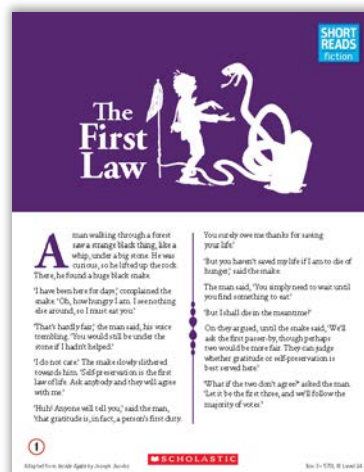 SHORT
READS
fiction
The
First
Law
A man walking through a forest
saw a strange black thing, like a
whip, under a big stone. He was
curious, so he lifted up the rock.
There, he found a huge black snake.
'I have been here for days,' complained the
snake. 'Oh, how hungry I am. I see nothing
else around, so I must eat you.'
'That's hardly fair,' the man said, his voice
trembling. 'You would still be under the
stone if I hadn't helped.'
'I do not care.' The snake slowly slithered
towards him. 'Self-preservation is the first
law of life. Ask anybody and they will agree
with me.'
'Huh! Anyone will tell you,' said the man,
'that gratitude is, in fact, a person's first duty.
You surely owe me thanks for saving
your life.'
'But you haven't saved my life if I am to die of
hunger,' said the snake.
The man said, 'You simply need to wait until
you find something to eat.'
'But I shall die in the meantime!'
On they argued, until the snake said, 'We'll
ask the first passer-by, though perhaps
two would be more fair. They can judge
whether gratitude or self-preservation is
best served here.'
'What if the two don't agree?' asked the man.
'Let it be the first three, and we'll follow the
majority of votes.'
1
SCHOLASTIC
Adapted from Aesop by Joseph Jacobs